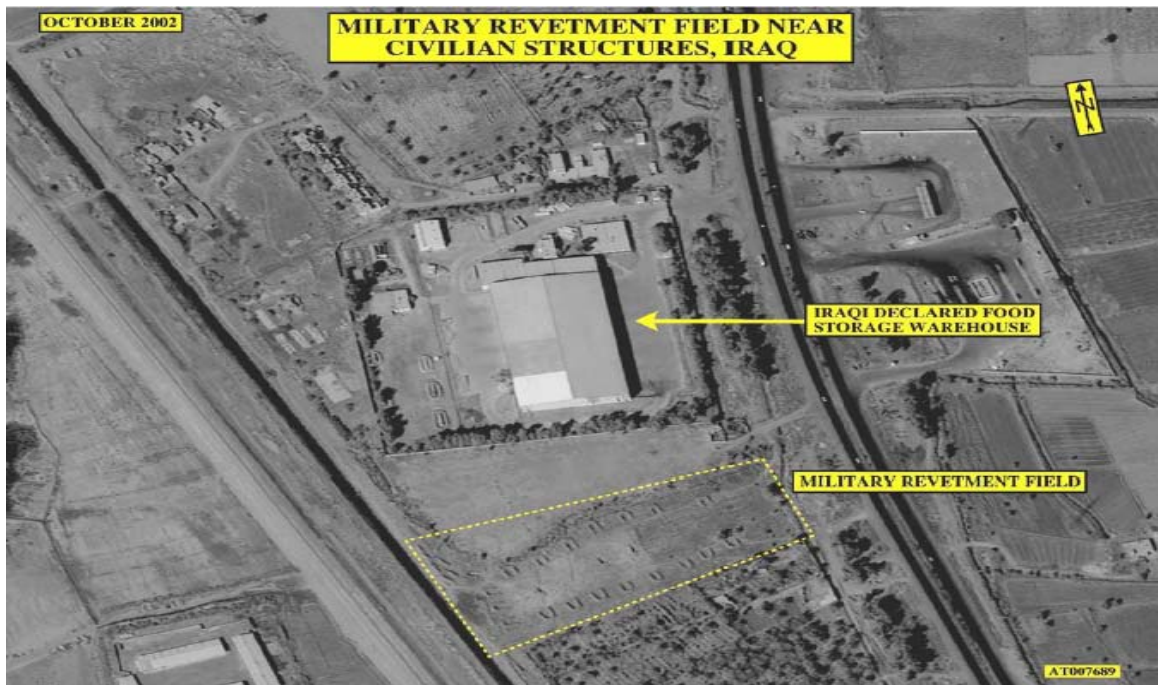 OCTOBER 2002
MILITARY REVETMENT FIELD NEAR
CIVILIAN STRUCTURES, IRAQ
N
IRAQI DECLARED FOOD
STORAGE WAREHOUSE
MILITARY REVETMENT FIELD
AT007689